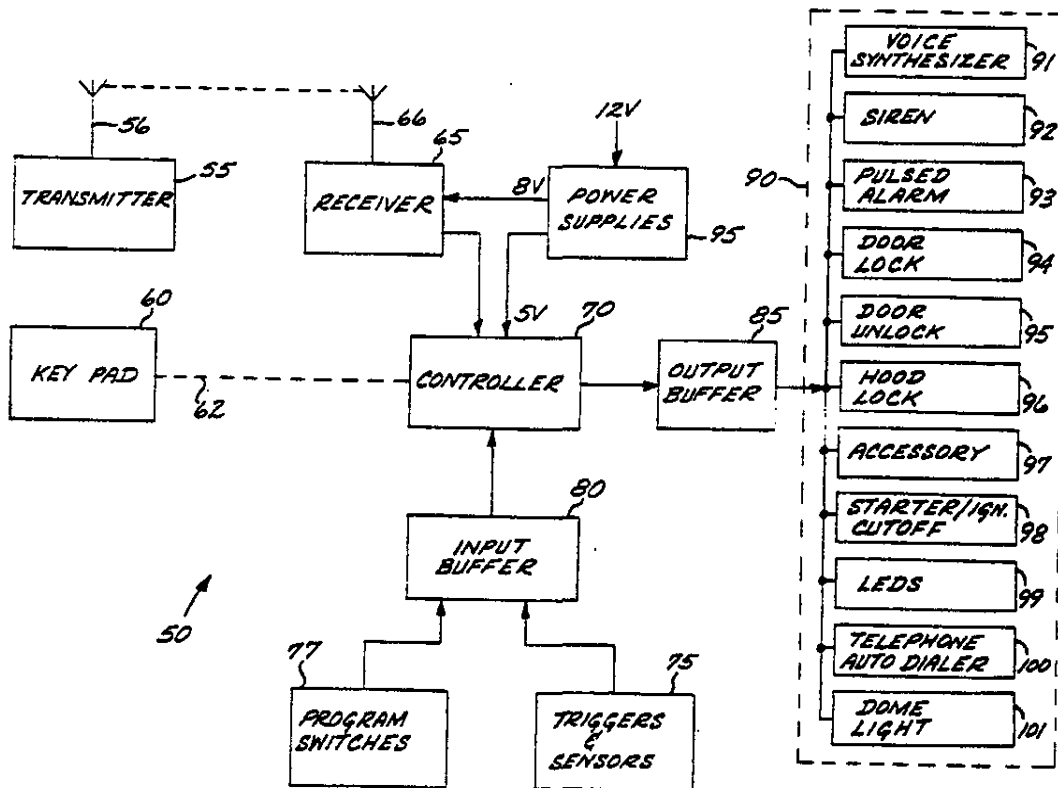 56
TRANSMITTER
55
66
65
RECEIVER
8V
12V
POWER
SUPPLIES
95
60
KEY PAD
62
5V
70
CONTROLLER
85
OUTPUT
BUFFER
80
INPUT
BUFFER
50
77
PROGRAM
SWITCHES
75
TRIGGERS
&
SENSORS
90
VOICE
SYNTHESIZER
91
SIREN
92
PULSED
ALARM
93
DOOR
LOCK
94
DOOR
UNLOCK
95
HOOD
LOCK
96
ACCESSORY
97
STARTER/IGN.
CUTOFF
98
LEDS
99
TELEPHONE
AUTO DIALER
100
DOME
LIGHT
101